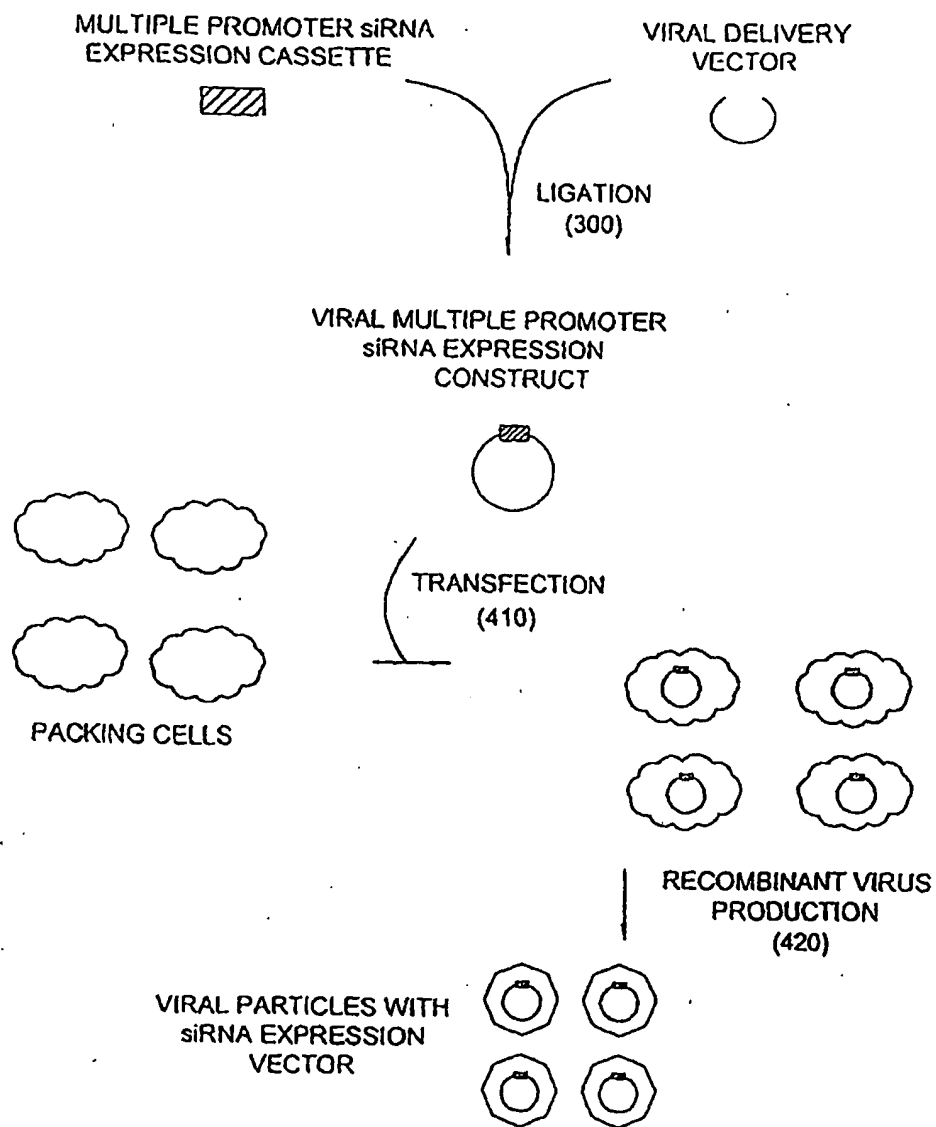 MULTIPLE PROMOTER siRNA
EXPRESSION CASSETTE
VIRAL DELIVERY
VECTOR
LIGATION
(300)
VIRAL MULTIPLE PROMOTER
siRNA EXPRESSION
CONSTRUCT
TRANSFECTION
(410)
PACKING CELLS
RECOMBINANT VIRUS
PRODUCTION
(420)
VIRAL PARTICLES WITH
siRNA EXPRESSION
VECTOR